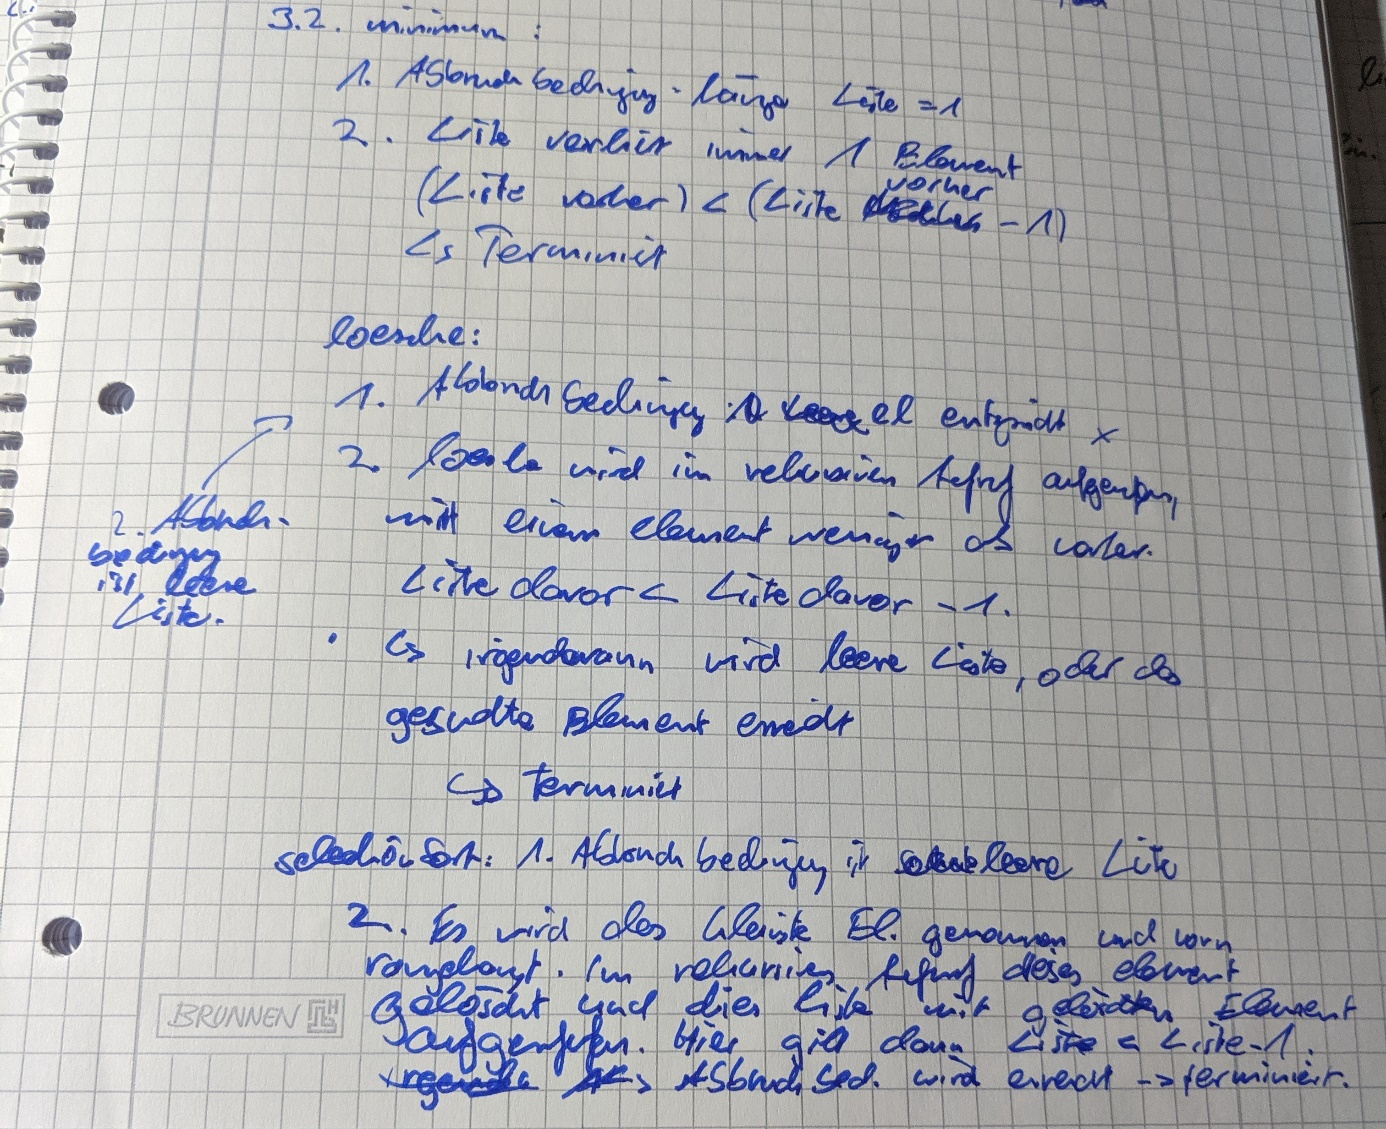 3.2. minimum :
1. Abbruchbedingung · länge Liste = 1
2. Liste verliert immer 1 Element
(Liste vorher) < (Liste vorher - 1)
↳ Terminiert
loesche:
1. Abbruchbedingung el entspricht x
2. loesche wird im rekursiven Aufruf aufgerufen,
mit einem element weniger als vorher.
2. Abbruch-
bedingung
ist leere
Liste.
Liste davor < Liste davor - 1.
↳ irgendwann wird leere Liste, oder das
gesuchte Element erreicht
↳ Terminiert
selectionSort: 1. Abbruchbedingung ist leere Liste
2. Es wird das kleinste El. genommen und vorn
rangehängt. Im rekursiven Aufruf dieses element
gelöscht und dies Liste mit gelöschten Element
aufgerufen. Hier gilt dann Liste < Liste-1.
Abbruchbed. wird erreicht -> terminiert.
BRUNNEN